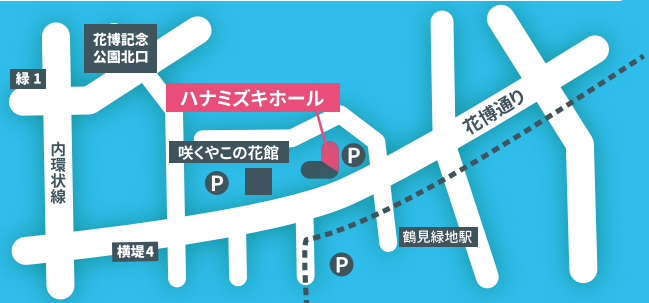 花博記念
公園北口
緑1
ハナミズキホール
花博通り
内環状線
咲くやこの花館
P
P
横堤4
鶴見緑地駅
P